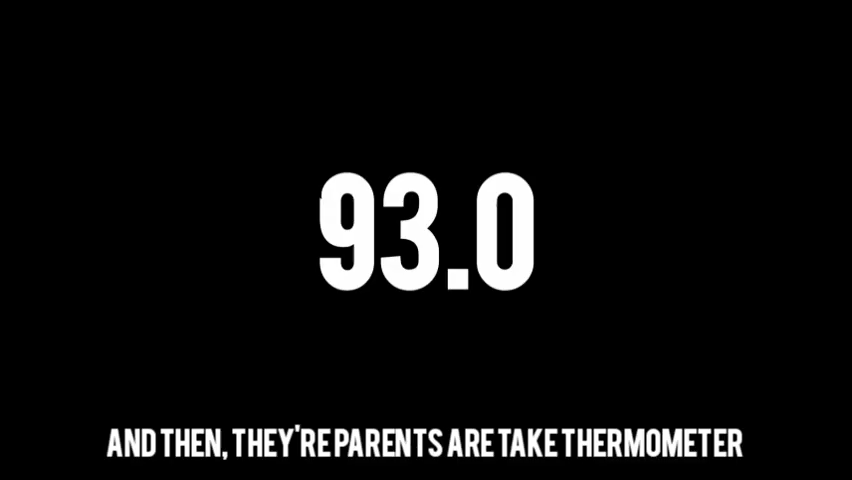 93.0
AND THEN, THEY'RE PARENTS ARE TAKE THERMOMETER